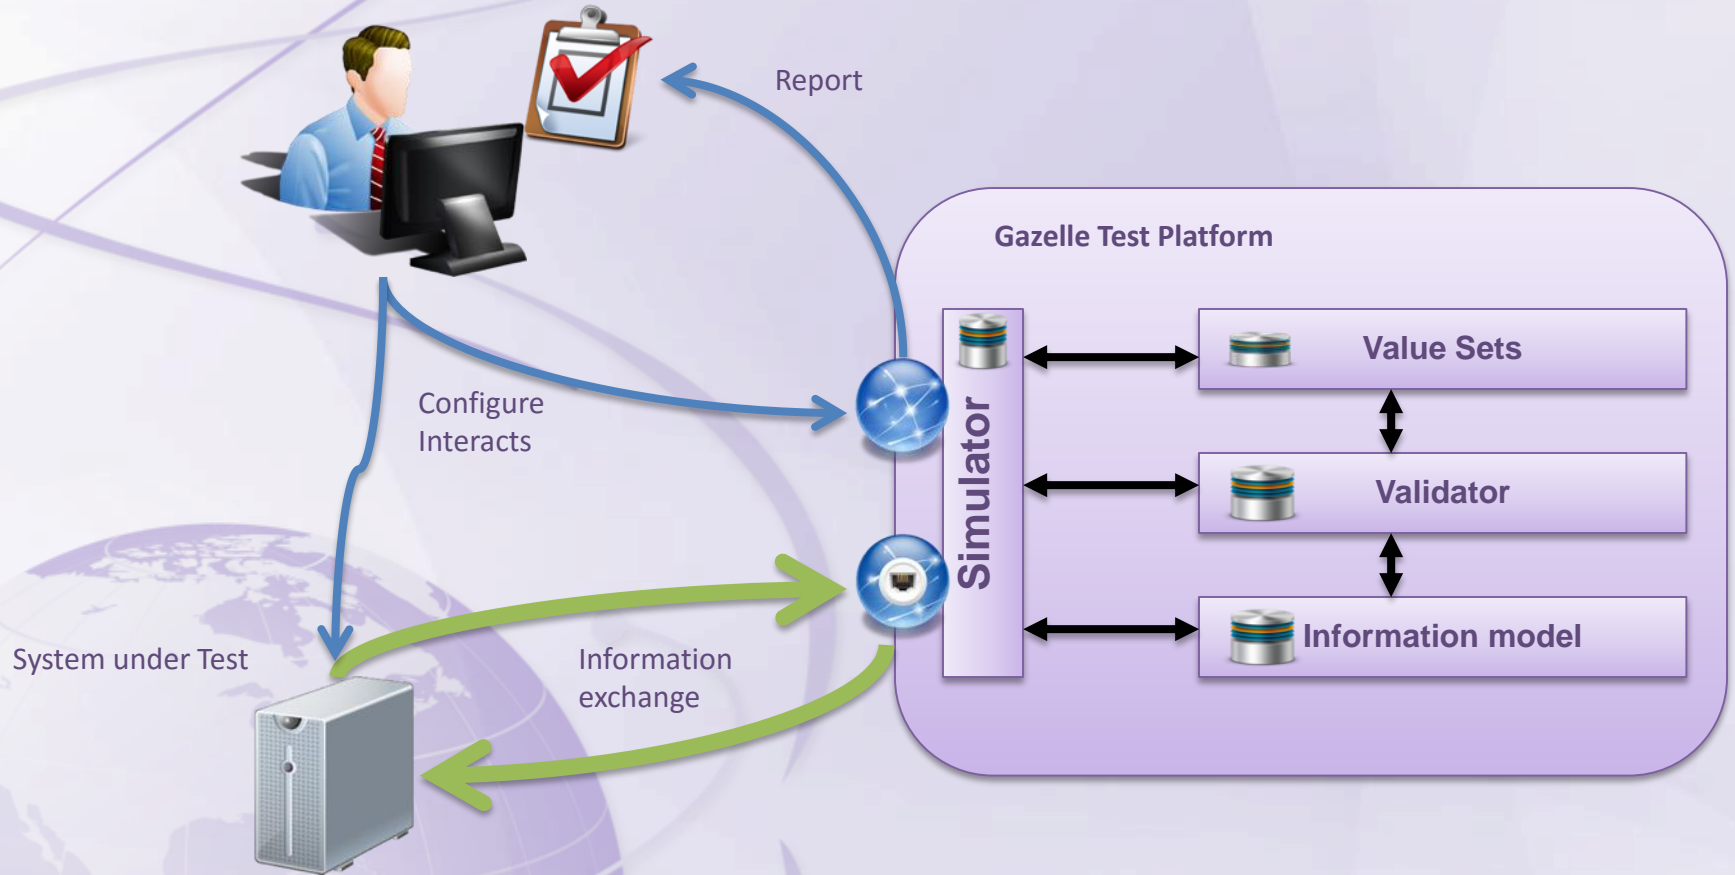 Report
Gazelle Test Platform
Value Sets
Configure
Interacts
Simulator
Validator
Information model
System under Test
Information
exchange